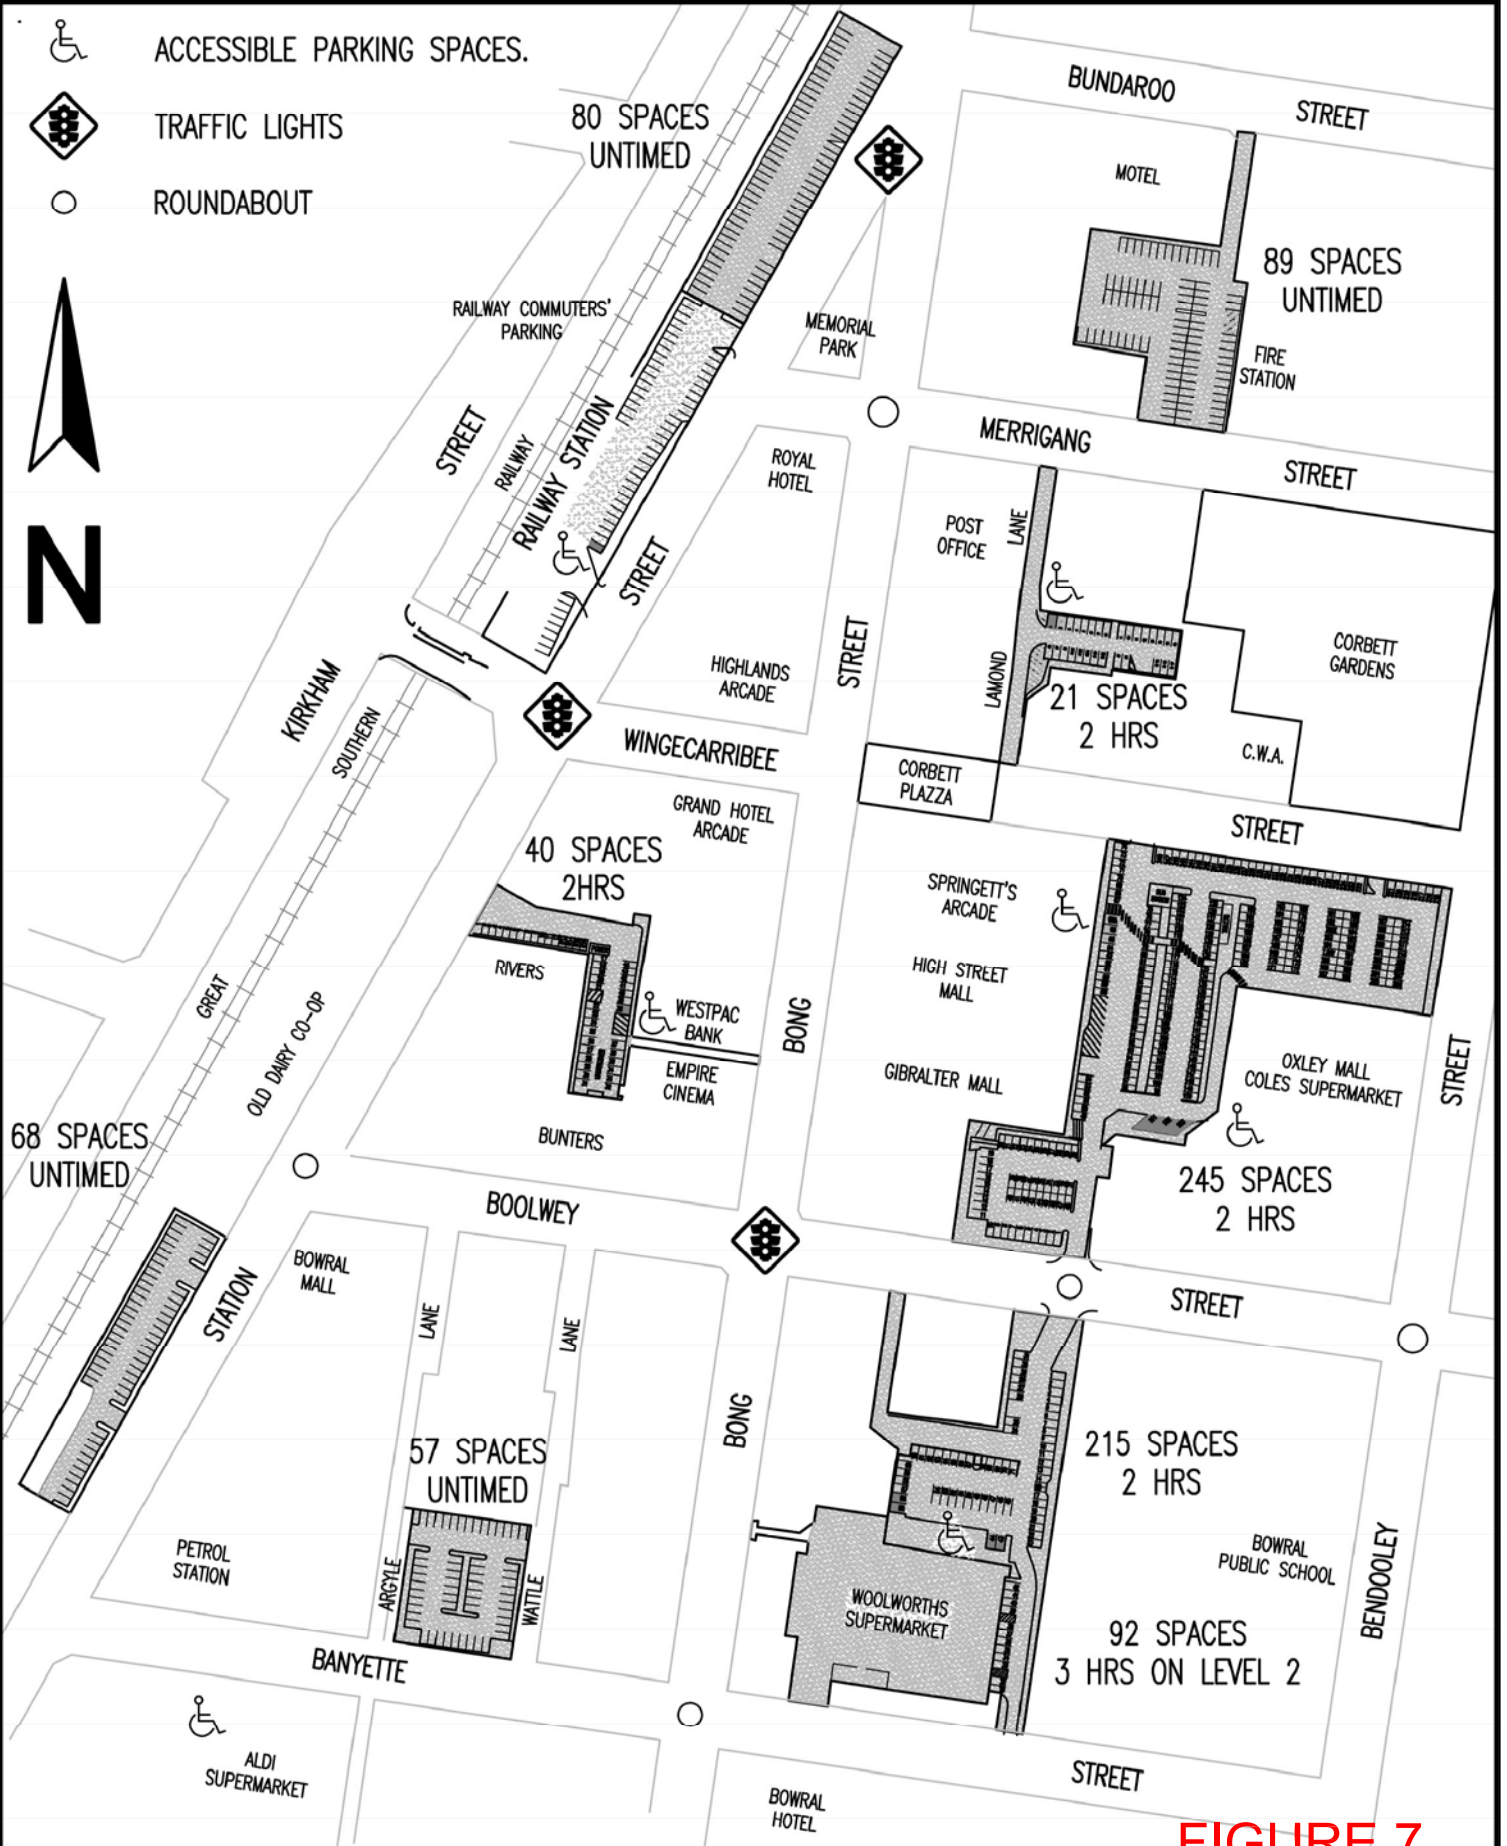 ACCESSIBLE PARKING SPACES.
TRAFFIC LIGHTS
ROUNDABOUT
N
80 SPACES
UNTIMED
BUNDAROO
STREET
MOTEL
89 SPACES
UNTIMED
FIRE
STATION
RAILWAY COMMUTERS'
PARKING
MEMORIAL
PARK
STREET
RAILWAY
RAILWAY STATION
STREET
MERRIGANG
STREET
ROYAL
HOTEL
POST
OFFICE
LANE
LAMOND
STREET
HIGHLANDS
ARCADE
21 SPACES
2 HRS
CORBETT
GARDENS
C.W.A.
KIRKHAM
SOUTHERN
WINGECARRIBEE
CORBETT
PLAZZA
STREET
GRAND HOTEL
ARCADE
40 SPACES
2HRS
SPRINGETT'S
ARCADE
RIVERS
HIGH STREET
MALL
WESTPAC
BANK
EMPIRE
CINEMA
BONG
GIBRALTER MALL
GREAT
OLD DAIRY CO-OP
OXLEY MALL
COLES SUPERMARKET
STREET
68 SPACES
UNTIMED
BUNTERS
245 SPACES
2 HRS
BOOLWEY
STREET
BOWRAL
MALL
STATION
LANE
LANE
BONG
57 SPACES
UNTIMED
215 SPACES
2 HRS
PETROL
STATION
ARGYLE
WATTLE
WOOLWORTHS
SUPERMARKET
BOWRAL
PUBLIC SCHOOL
BENDOOLEY
92 SPACES
3 HRS ON LEVEL 2
BANYETTE
STREET
ALDI
SUPERMARKET
BOWRAL
HOTEL
FIGURE 7